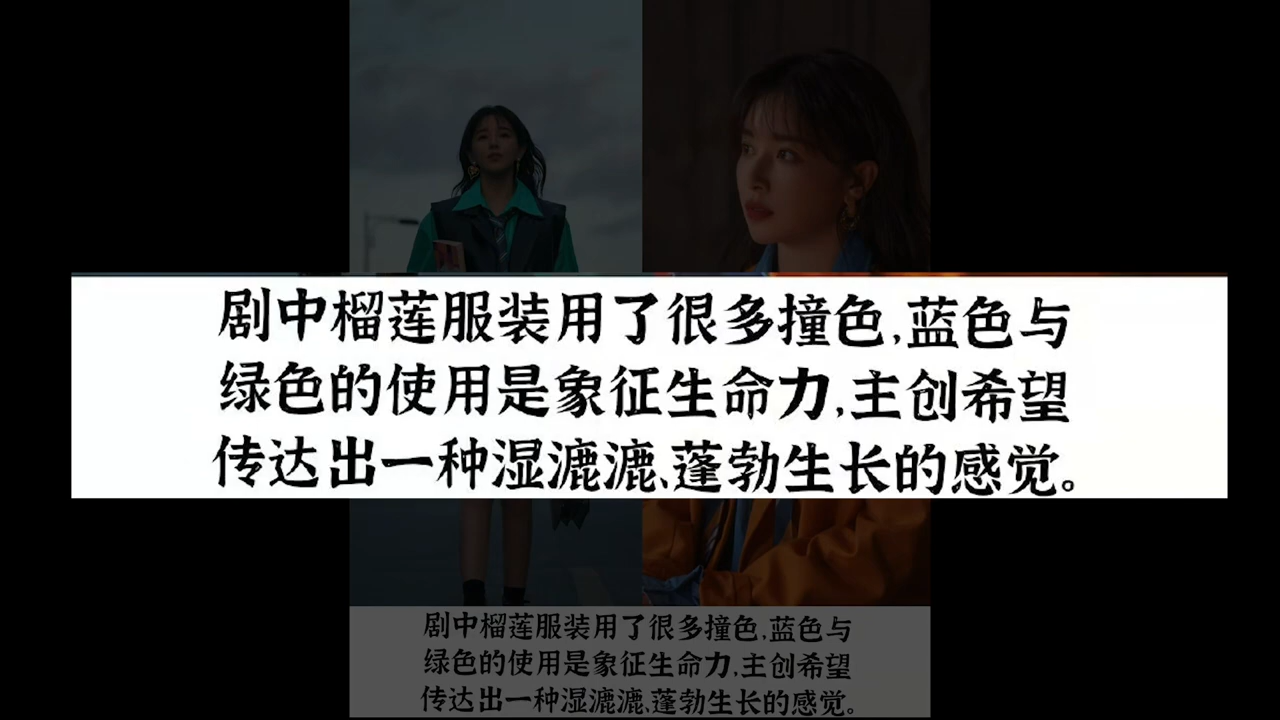 剧中榴莲服装用了很多撞色,蓝色与
绿色的使用是象征生命力,主创希望
传达出一种湿漉漉、蓬勃生长的感觉。
剧中榴莲服装用了很多撞色,蓝色与
绿色的使用是象征生命力,主创希望
传达出一种湿漉漉、蓬勃生长的感觉。